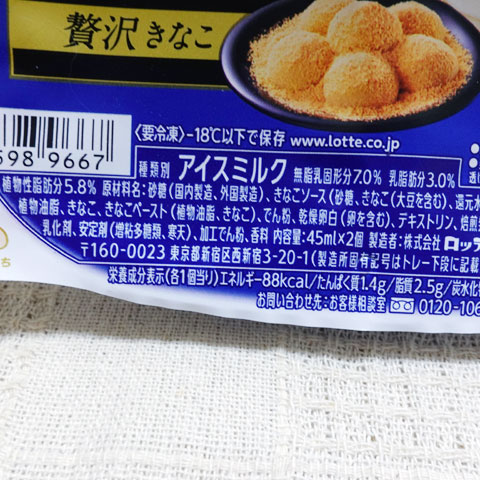 贅沢きなこ
〈要冷凍〉-18℃以下で保存 www.lotte.co.jp
598 9667
種類別 アイスミルク 無脂乳固形分7.0% 乳脂肪分3.0%
植物性脂肪分5.8% 原材料名:砂糖(国内製造、外国製造)、きなこソース(砂糖、きなこ(大豆を含む)、還元水
植物油脂、きなこ、きなこペースト(植物油脂、きなこ)、でん粉、乾燥卵白(卵を含む)、デキストリン、焙煎
乳化剤、安定剤(増粘多糖類、寒天)、加工でん粉、香料 内容量:45ml×2個 製造者:株式会社 ロッテ
〒160-0023 東京都新宿区西新宿3-20-1(製造所固有記号はトレー下段に記載
栄養成分表示(各1個当り)エネルギー88kcal/たんぱく質1.4g/脂質2.5g/炭水化物
お問い合わせ先:お客様相談室 0120-106